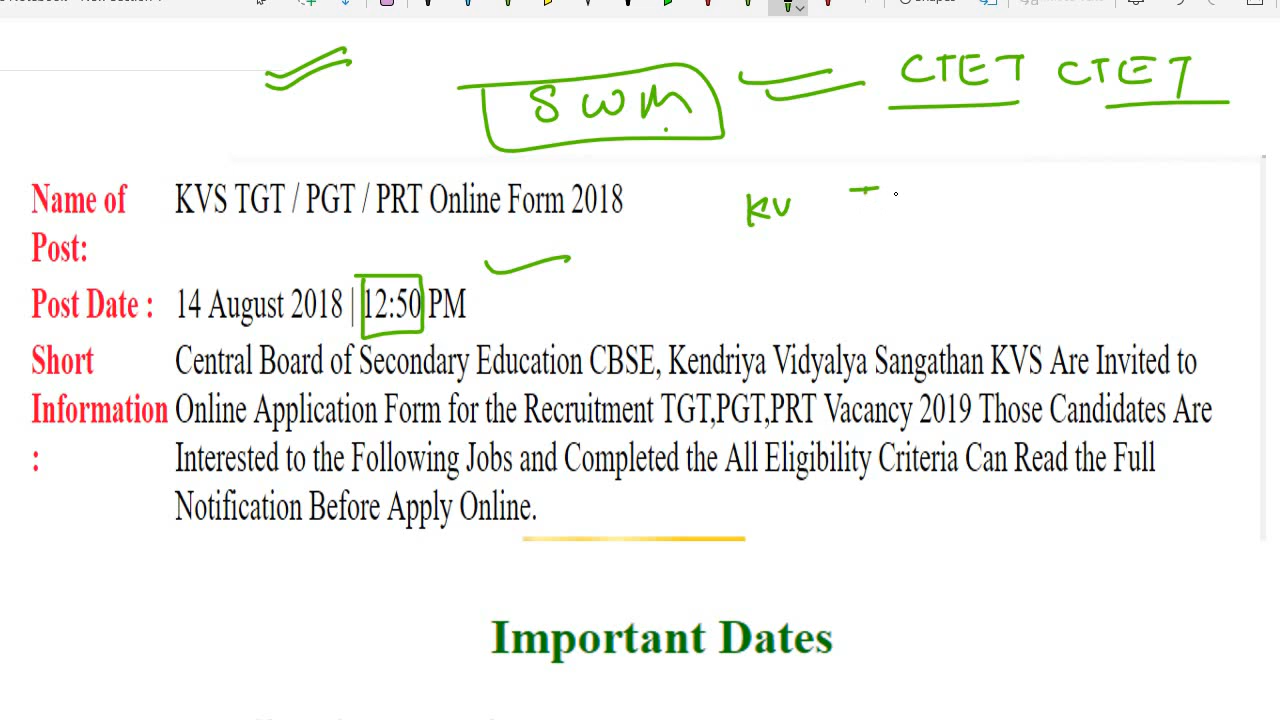 CTET CTET
SWM
Name of Post: KVS TGT / PGT / PRT Online Form 2018
KV
Post Date : 14 August 2018 | 12:50 PM
Short Information : Central Board of Secondary Education CBSE, Kendriya Vidyalya Sangathan KVS Are Invited to
Online Application Form for the Recruitment TGT,PGT,PRT Vacancy 2019 Those Candidates Are
Interested to the Following Jobs and Completed the All Eligibility Criteria Can Read the Full
Notification Before Apply Online.
Important Dates